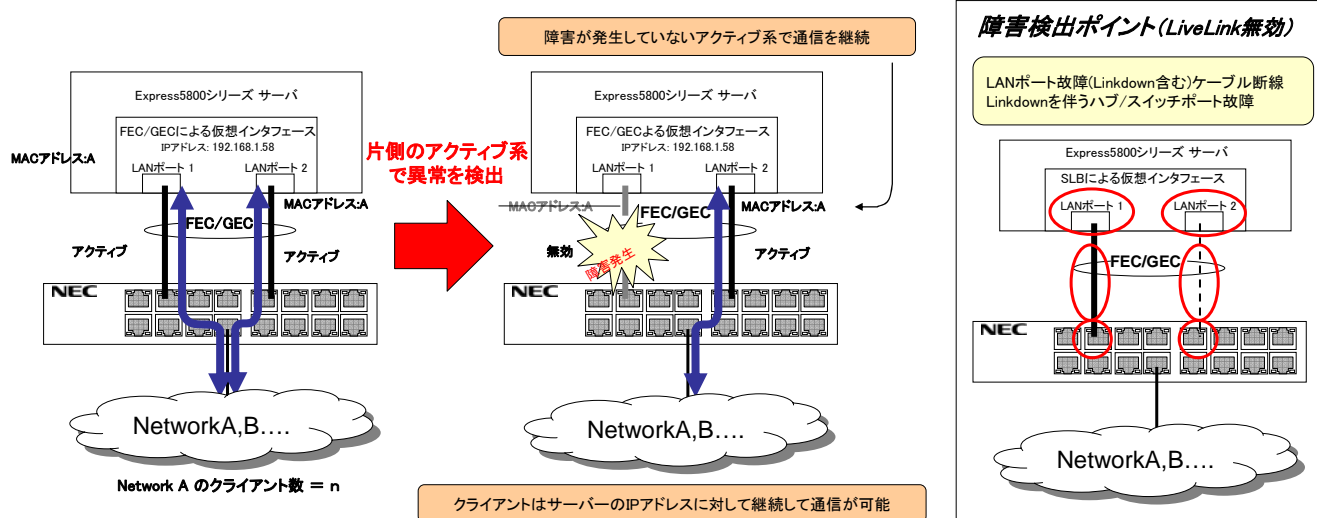 障害が発生していないアクティブ系で通信を継続
Express5800シリーズ サーバ
FEC/GECによる仮想インタフェース
IPアドレス: 192.168.1.58
LANポート 1
LANポート 2
MACアドレス:A
MACアドレス:A
FEC/GEC
アクティブ
アクティブ
NEC
NetworkA,B....
Network A のクライアント数 = n
片側のアクティブ系
で異常を検出
Express5800シリーズ サーバ
FEC/GECよる仮想インタフェース
IPアドレス: 192.168.1.58
LANポート 1
LANポート 2
MACアドレス:A
MACアドレス:A
FEC/GEC
無効
障害発生
アクティブ
NEC
NetworkA,B....
クライアントはサーバーのIPアドレスに対して継続して通信が可能
障害検出ポイント(LiveLink無効)
LANポート故障(Linkdown含む)ケーブル断線
Linkdownを伴うハブ/スイッチポート故障
Express5800シリーズ サーバ
SLBによる仮想インタフェース
LANポート 1
LANポート 2
FEC/GEC
NEC
NetworkA,B....